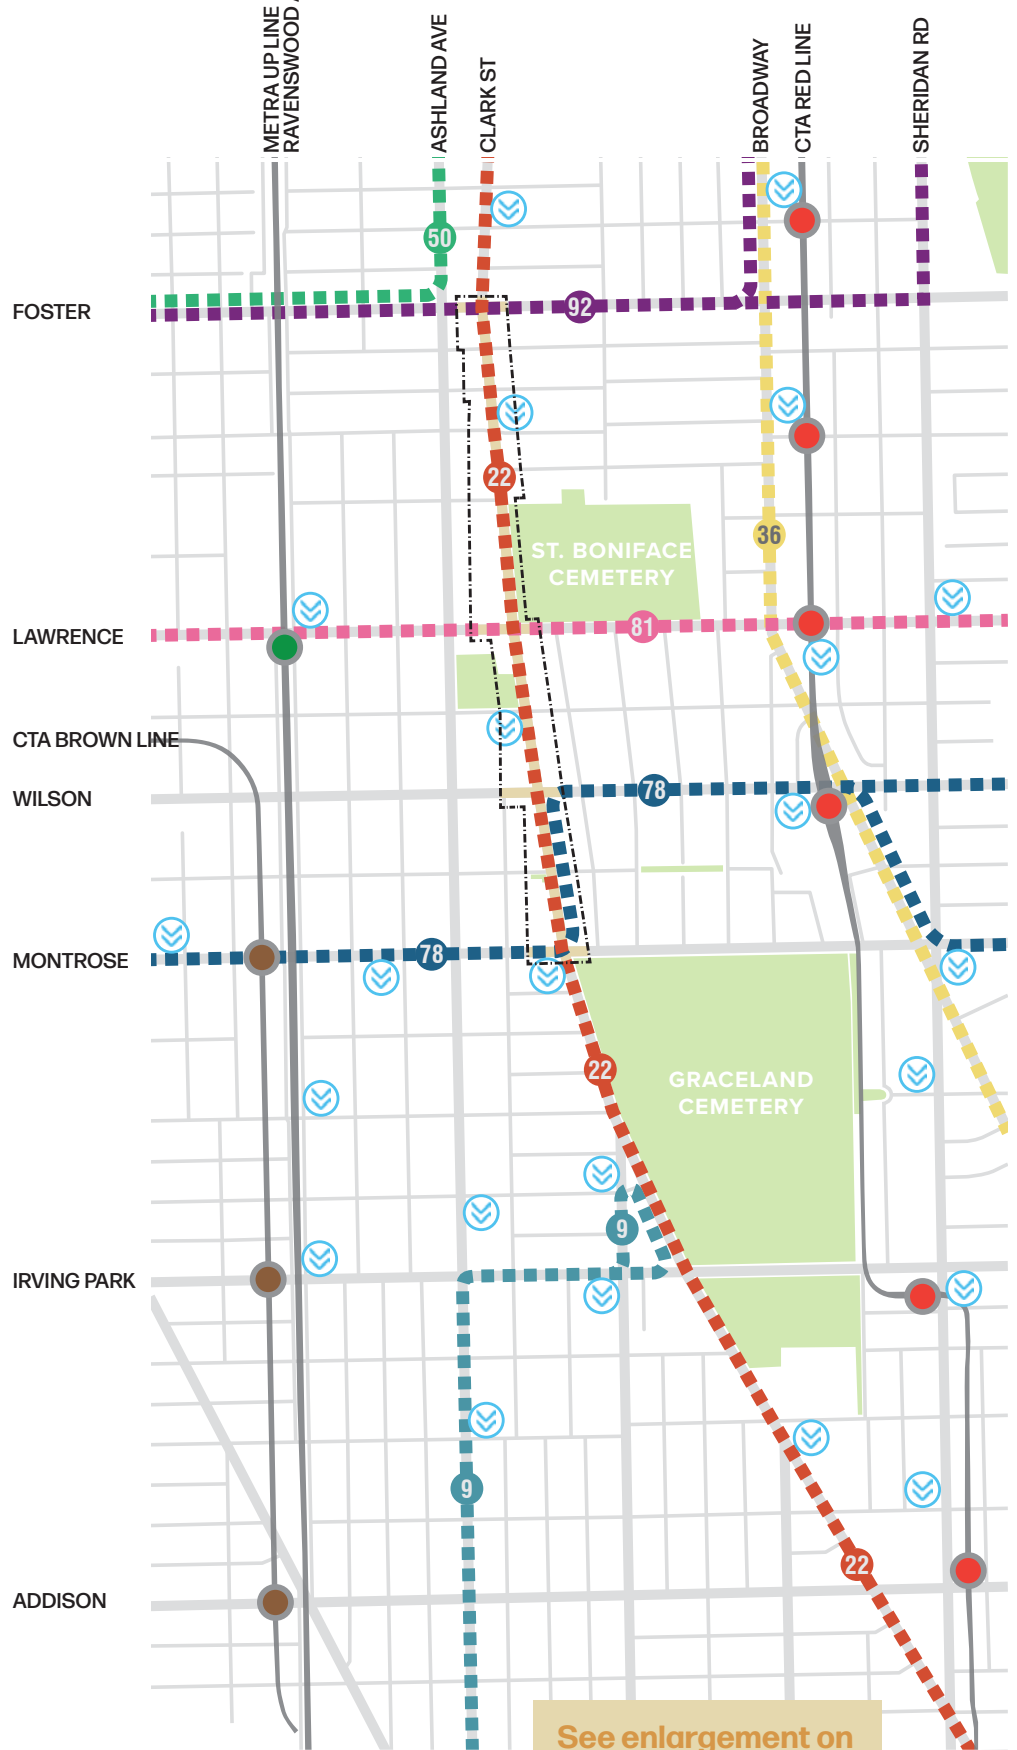 METRA UP LINE
RAVENSWOOD
ASHLAND AVE
CLARK ST
BROADWAY
CTA RED LINE
SHERIDAN RD
50
FOSTER
92
22
36
ST. BONIFACE
CEMETERY
LAWRENCE
81
CTA BROWN LINE
WILSON
78
MONTROSE
78
22
GRACELAND
CEMETERY
9
IRVING PARK
9
22
ADDISON
See enlargement on